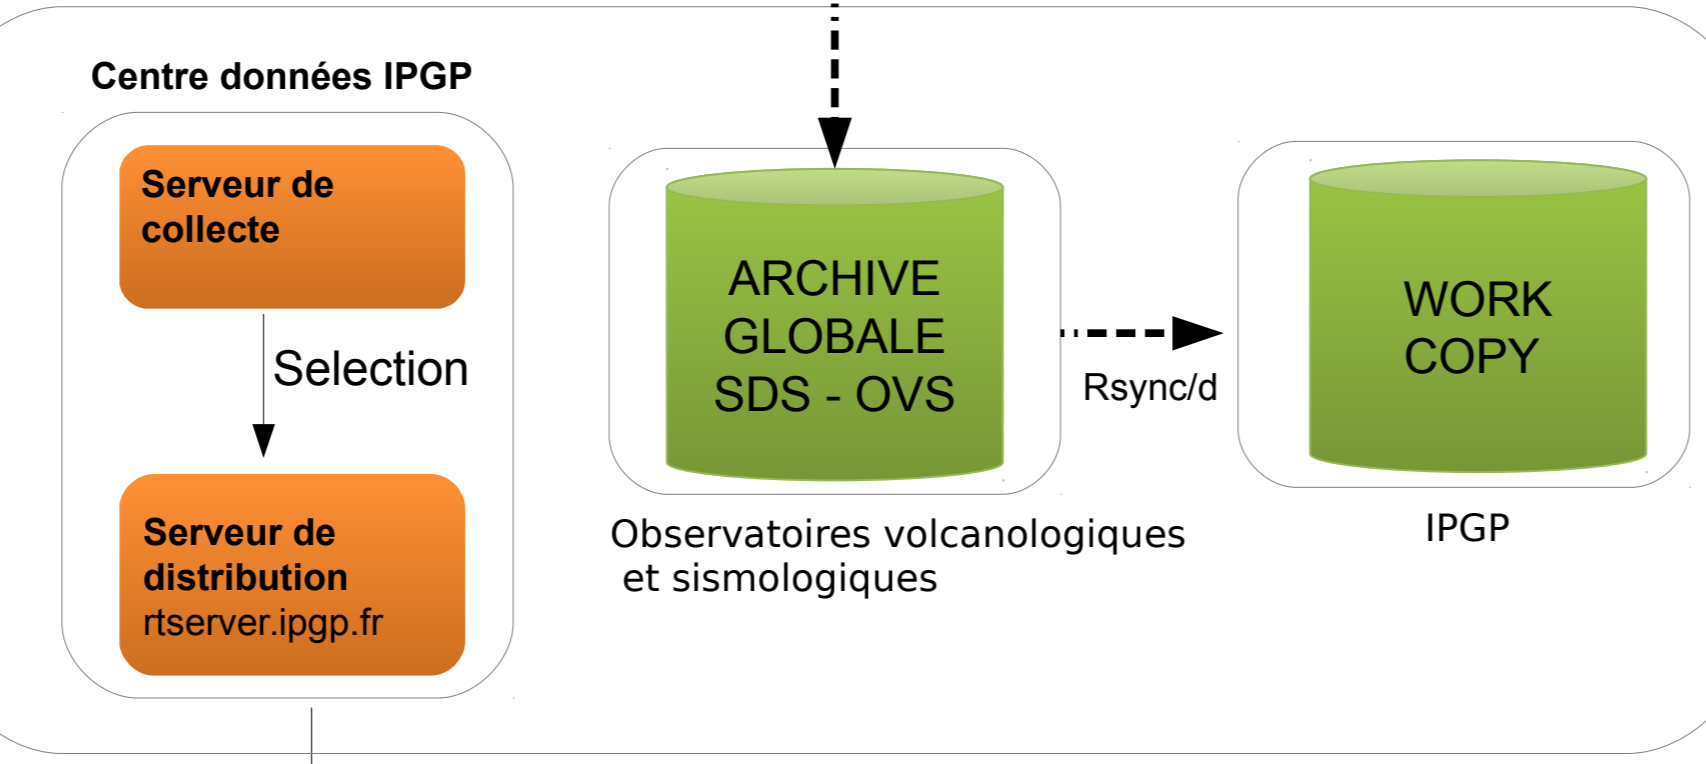 Centre données IPGP
Serveur de
collecte
Selection
Serveur de
distribution
rtserver.ipgp.fr
ARCHIVE
GLOBALE
SDS - OVS
Observatoires volcanologiques
et sismologiques
Rsync/d
WORK
COPY
IPGP